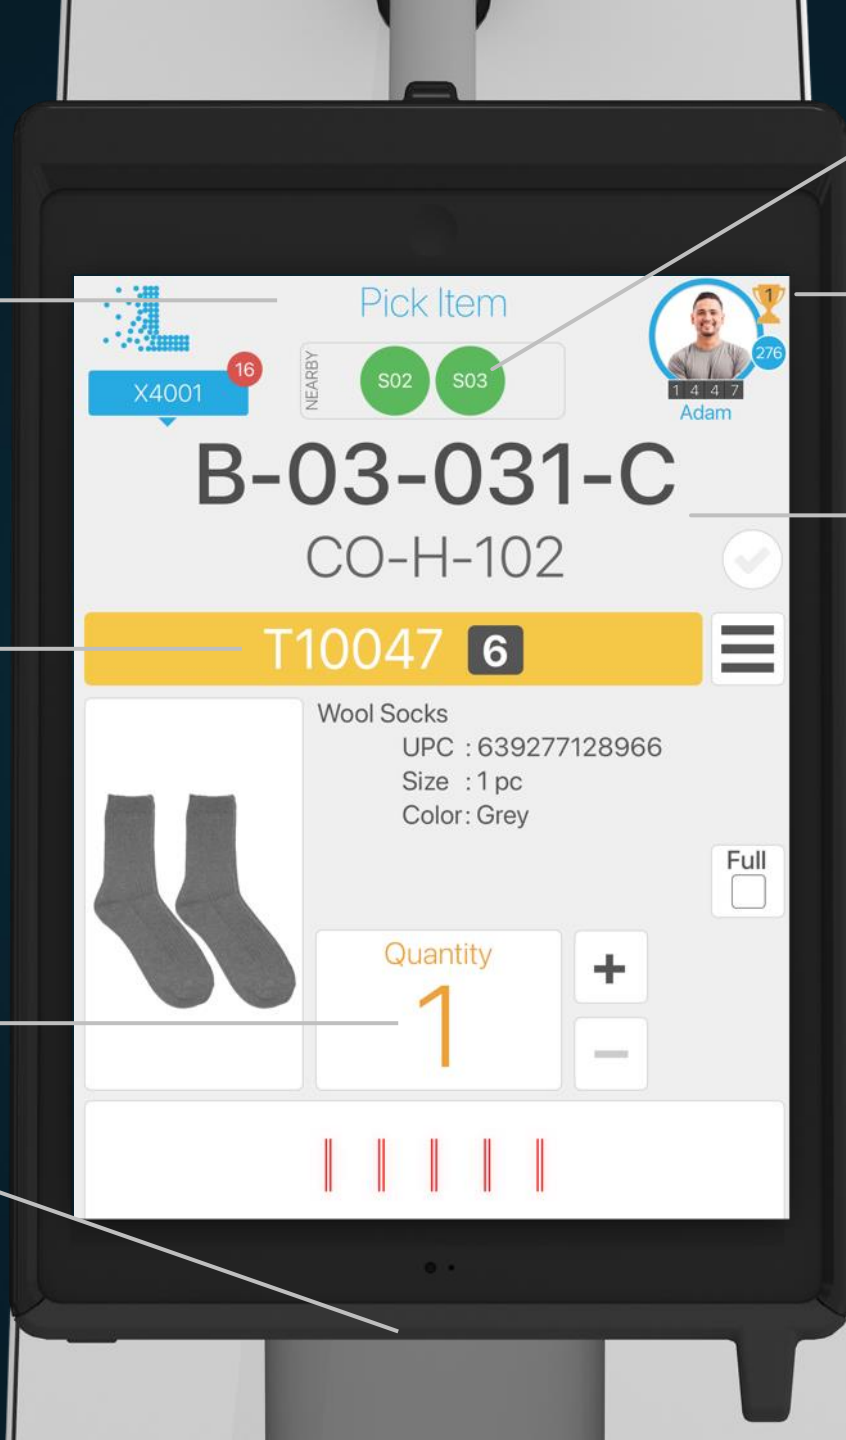 Pick Item
1
276
16
X4001
NEARBY
S02 S03
1 4 4 7
Adam
B-03-031-C
CO-H-102
T10047 6
Wool Socks
UPC : 639277128966
Size : 1 pc
Color: Grey
Full
Quantity
1
+
−